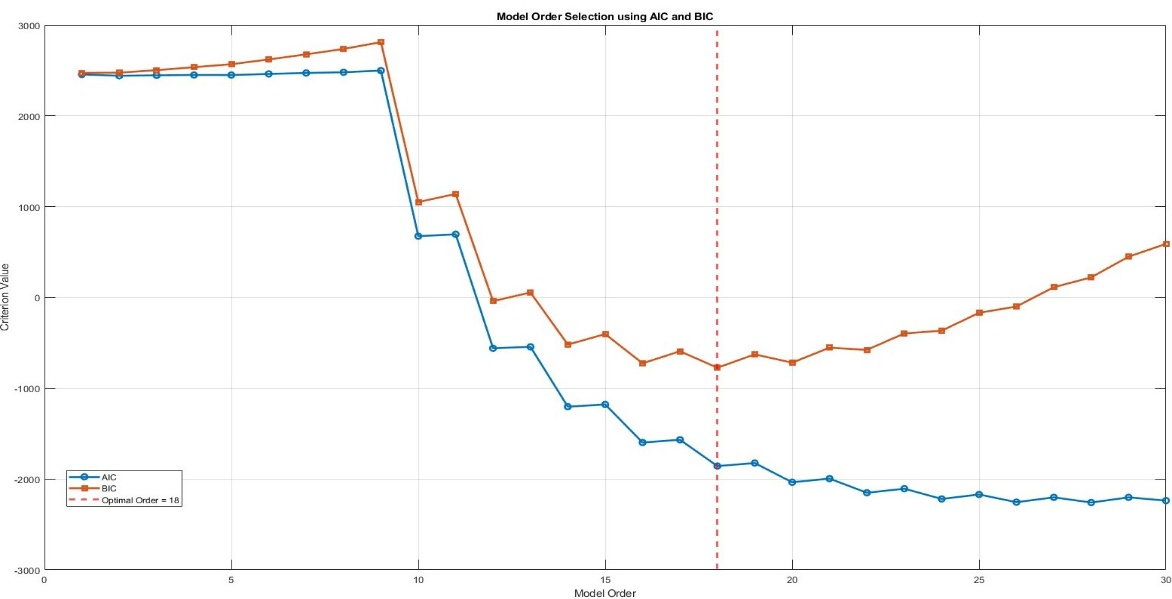 Model Order Selection using AIC and BIC
Criterion Value
3000
2000
1000
0
-1000
-2000
-3000
AIC
BIC
Optimal Order = 18
0 5 10 15 20 25 30
Model Order